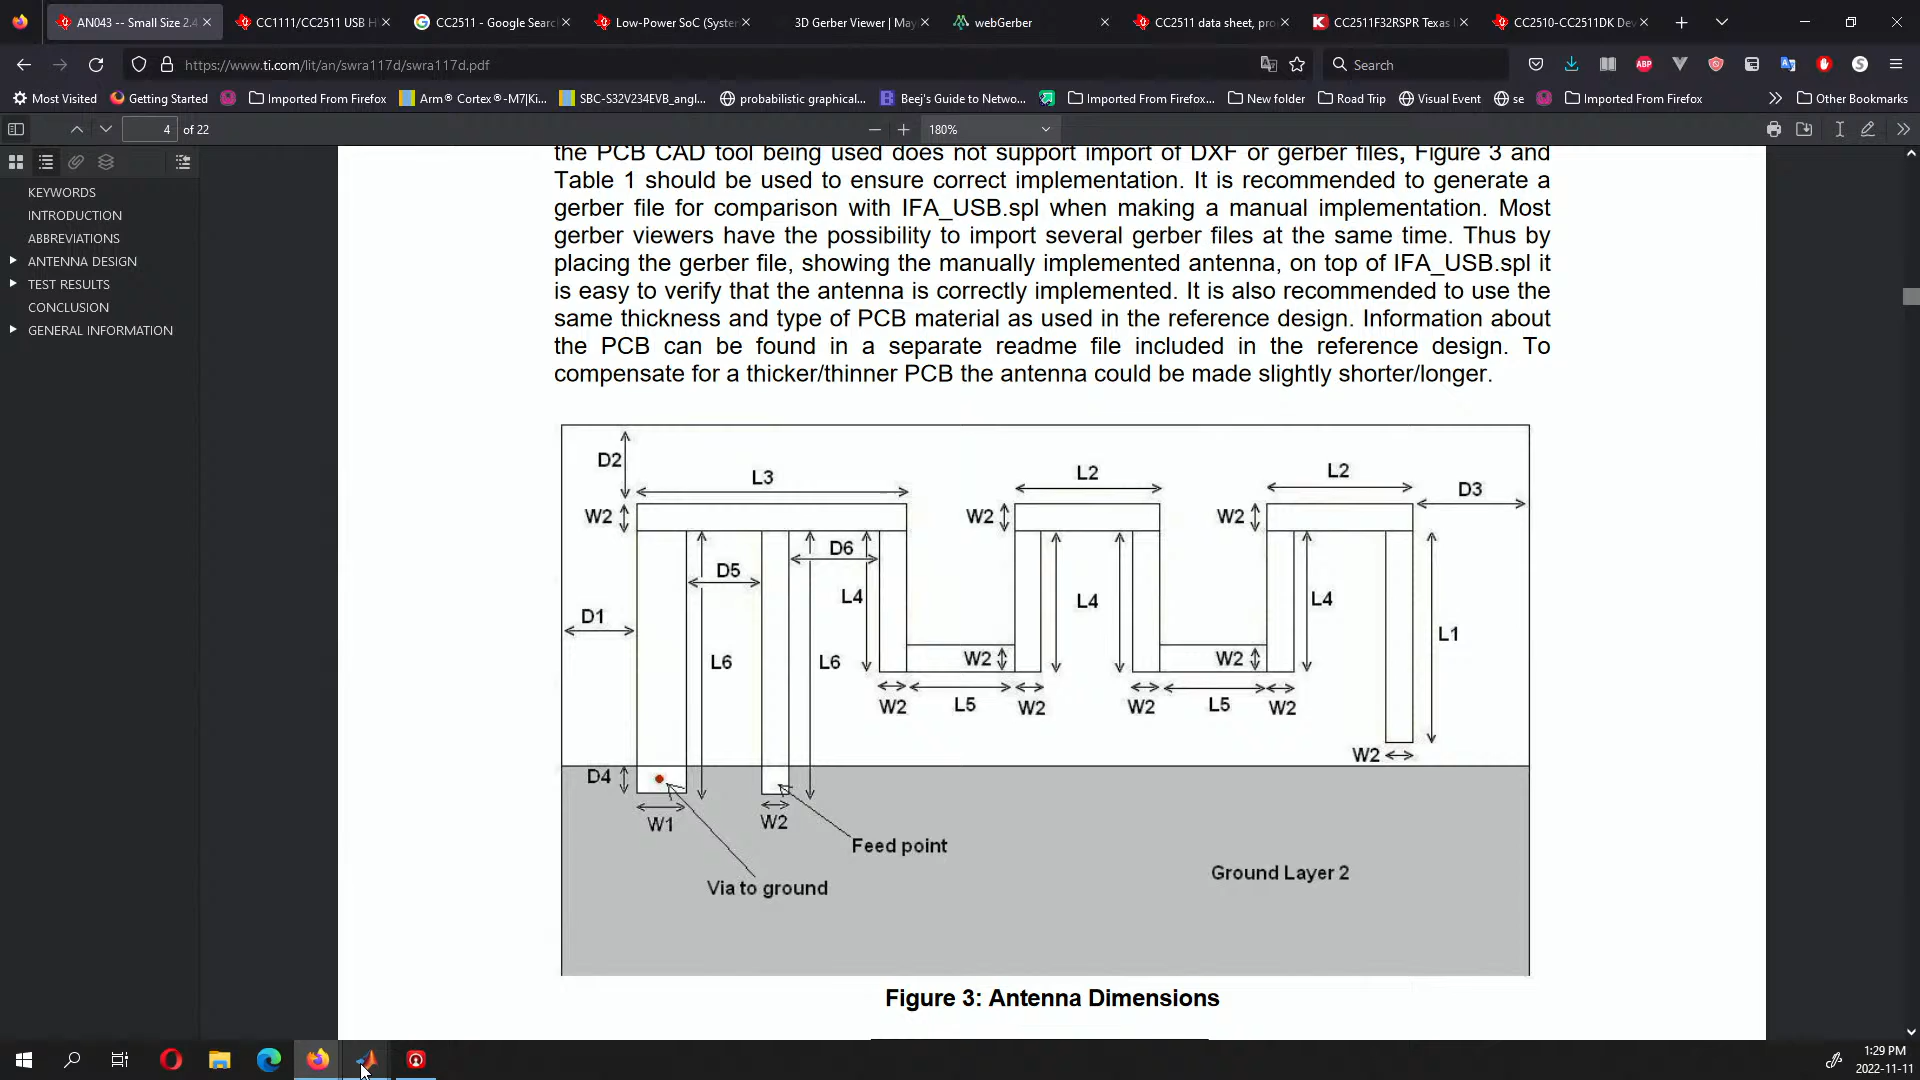 AN043 -- Small Size 2.4
CC1111/CC2511 USB H
CC2511 - Google Searc
Low-Power SoC (Syste
3D Gerber Viewer | May
webGerber
CC2511 data sheet, pro
CC2511F32RSPR Texas
CC2510-CC2511DK Dev
https://www.ti.com/lit/an/swra117d/swra117d.pdf
Search
Most Visited
Getting Started
Imported From Firefox
Arm® Cortex®-M7|Ki...
SBC-S32V234EVB_angl...
probabilistic graphical...
Beej's Guide to Netwo...
Imported From Firefox...
New folder
Road Trip
Visual Event
se
Imported From Firefox
Other Bookmarks
4 of 22
180%
KEYWORDS
INTRODUCTION
ABBREVIATIONS
ANTENNA DESIGN
TEST RESULTS
CONCLUSION
GENERAL INFORMATION
the PCB CAD tool being used does not support import of DXF or gerber files, Figure 3 and
Table 1 should be used to ensure correct implementation. It is recommended to generate a
gerber file for comparison with IFA_USB.spl when making a manual implementation. Most
gerber viewers have the possibility to import several gerber files at the same time. Thus by
placing the gerber file, showing the manually implemented antenna, on top of IFA_USB.spl it
is easy to verify that the antenna is correctly implemented. It is also recommended to use the
same thickness and type of PCB material as used in the reference design. Information about
the PCB can be found in a separate readme file included in the reference design. To
compensate for a thicker/thinner PCB the antenna could be made slightly shorter/longer.
D2 L3 L2 L2 D3
W2 W2 W2
D6
D5
L4 L4 L4
D1 L1
L6 L6 W2 W2
W2 L5 W2 W2 L5 W2
W2
D4
W1 W2
Feed point
Via to ground
Ground Layer 2
Figure 3: Antenna Dimensions
1:29 PM
2022-11-11